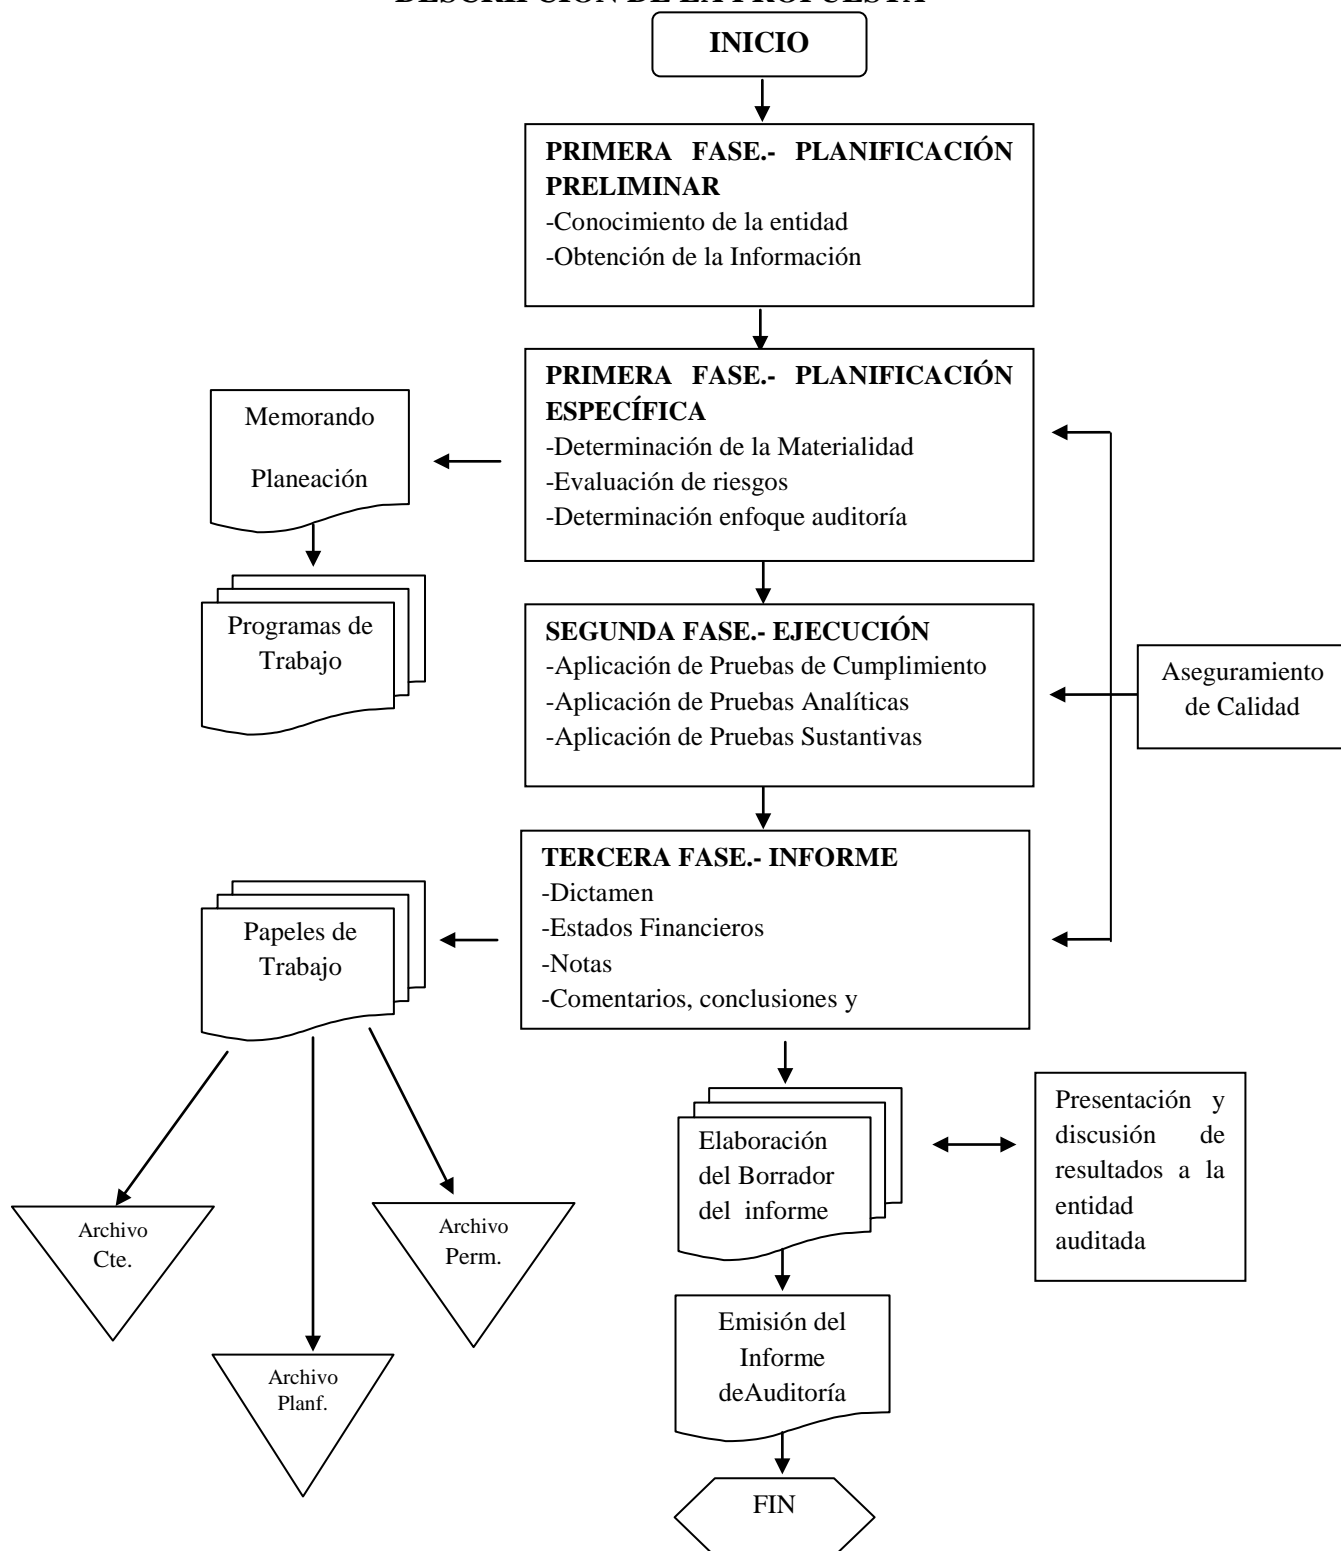 DESCRIPCIÓN DE LA PROPUESTA
INICIO
PRIMERA FASE.- PLANIFICACIÓN
PRELIMINAR
-Conocimiento de la entidad
-Obtención de la Información
PRIMERA FASE.- PLANIFICACIÓN
ESPECÍFICA
-Determinación de la Materialidad
-Evaluación de riesgos
-Determinación enfoque auditoría
Memorando
Planeación
Programas de
Trabajo
SEGUNDA FASE.- EJECUCIÓN
-Aplicación de Pruebas de Cumplimiento
-Aplicación de Pruebas Analíticas
-Aplicación de Pruebas Sustantivas
Aseguramiento
de Calidad
TERCERA FASE.- INFORME
-Dictamen
-Estados Financieros
-Notas
-Comentarios, conclusiones y
Papeles de
Trabajo
Archivo
Cte.
Archivo
Planf.
Archivo
Perm.
Elaboración
del Borrador
del informe
Presentación y
discusión de
resultados a la
entidad
auditada
Emisión del
Informe
deAuditoría
FIN